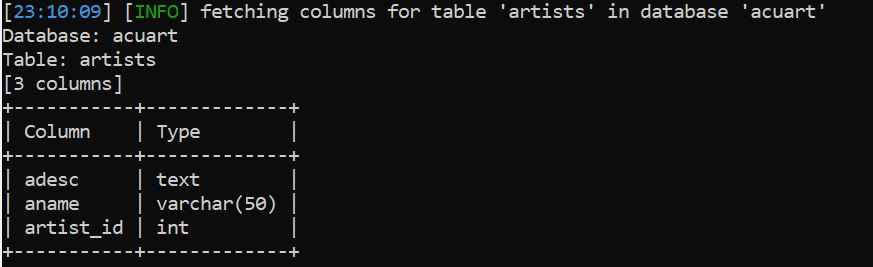 [23:10:09] [INFO] fetching columns for table 'artists' in database 'acuart'
Database: acuart
Table: artists
[3 columns]
+-----------+-------------+
| Column    | Type        |
+-----------+-------------+
| adesc     | text        |
| aname     | varchar(50) |
| artist_id | int         |
+-----------+-------------+